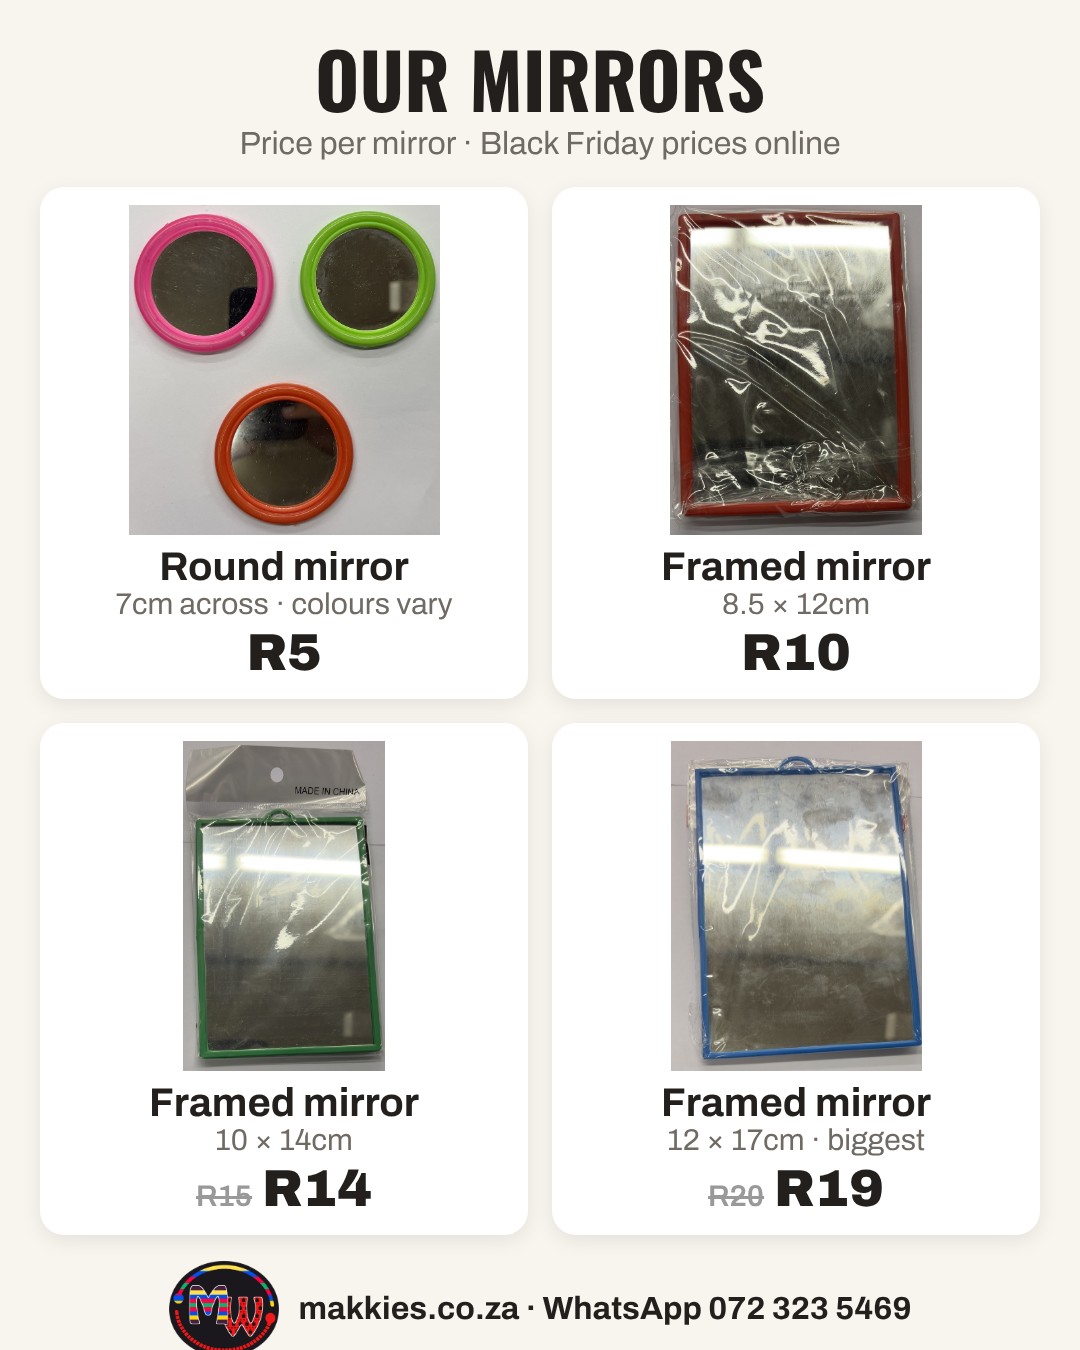 OUR MIRRORS
Price per mirror · Black Friday prices online
Round mirror
7cm across · colours vary
R5
Framed mirror
8.5 × 12cm
R10
MADE IN CHINA
Framed mirror
10 × 14cm
R15 R14
Framed mirror
12 × 17cm · biggest
R20 R19
MW
makkies.co.za · WhatsApp 072 323 5469